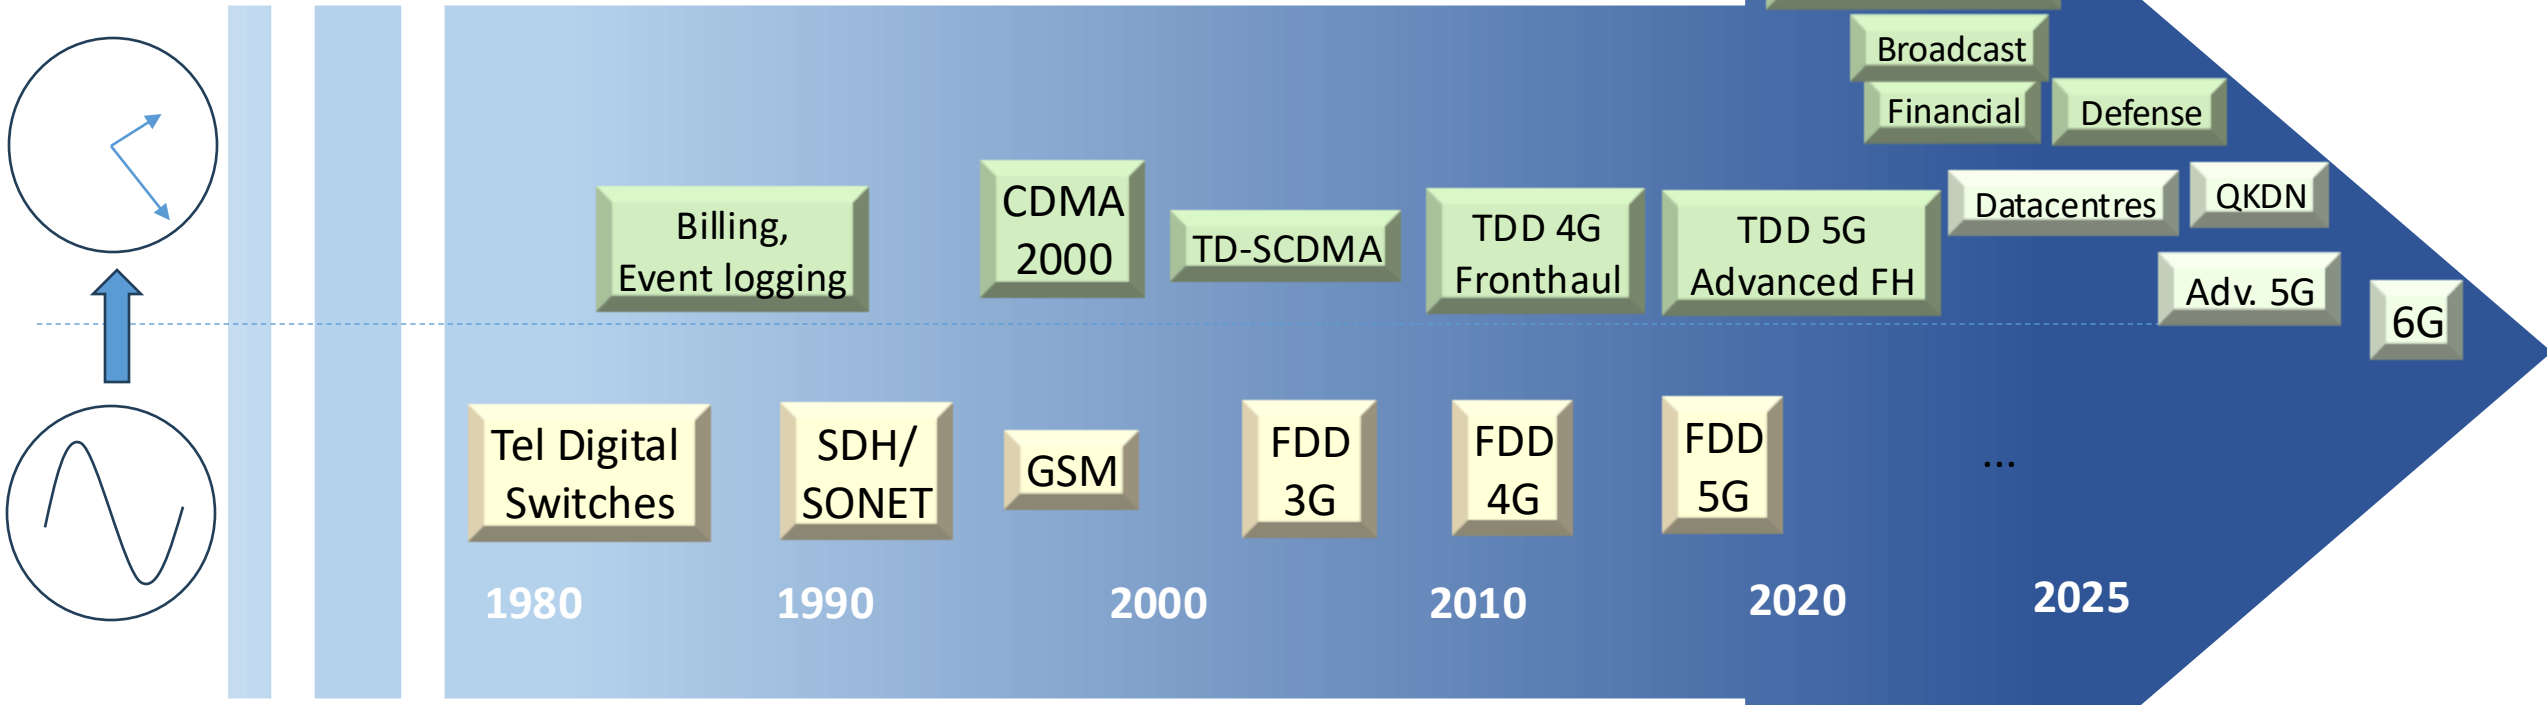 Broadcast
Financial
Defense
Billing,
Event logging
CDMA
2000
TD-SCDMA
TDD 4G
Fronthaul
TDD 5G
Advanced FH
Datacentres
QKDN
Adv. 5G
6G
Tel Digital
Switches
SDH/
SONET
GSM
FDD
3G
FDD
4G
FDD
5G
...
1980
1990
2000
2010
2020
2025